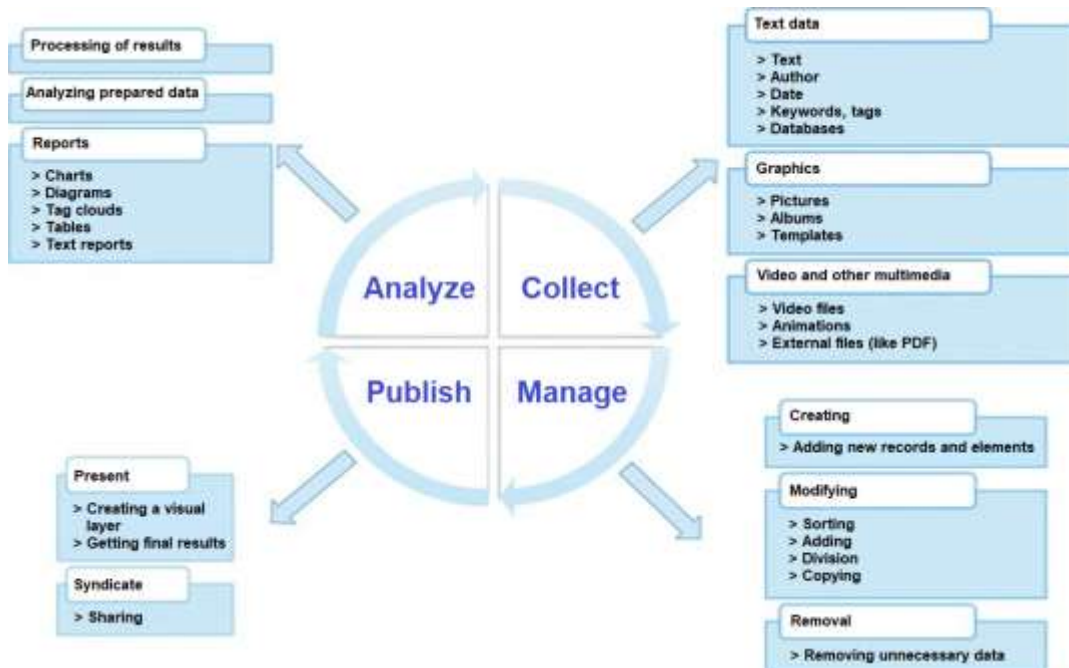 Processing of results
Analyzing prepared data
Reports
> Charts
> Diagrams
> Tag clouds
> Tables
> Text reports
Text data
> Text
> Author
> Date
> Keywords, tags
> Databases
Graphics
> Pictures
> Albums
> Templates
Video and other multimedia
> Video files
> Animations
> External files (like PDF)
Analyze
Collect
Publish
Manage
Present
> Creating a visual
layer
> Getting final results
Syndicate
> Sharing
Creating
> Adding new records and elements
Modifying
> Sorting
> Adding
> Division
> Copying
Removal
> Removing unnecessary data